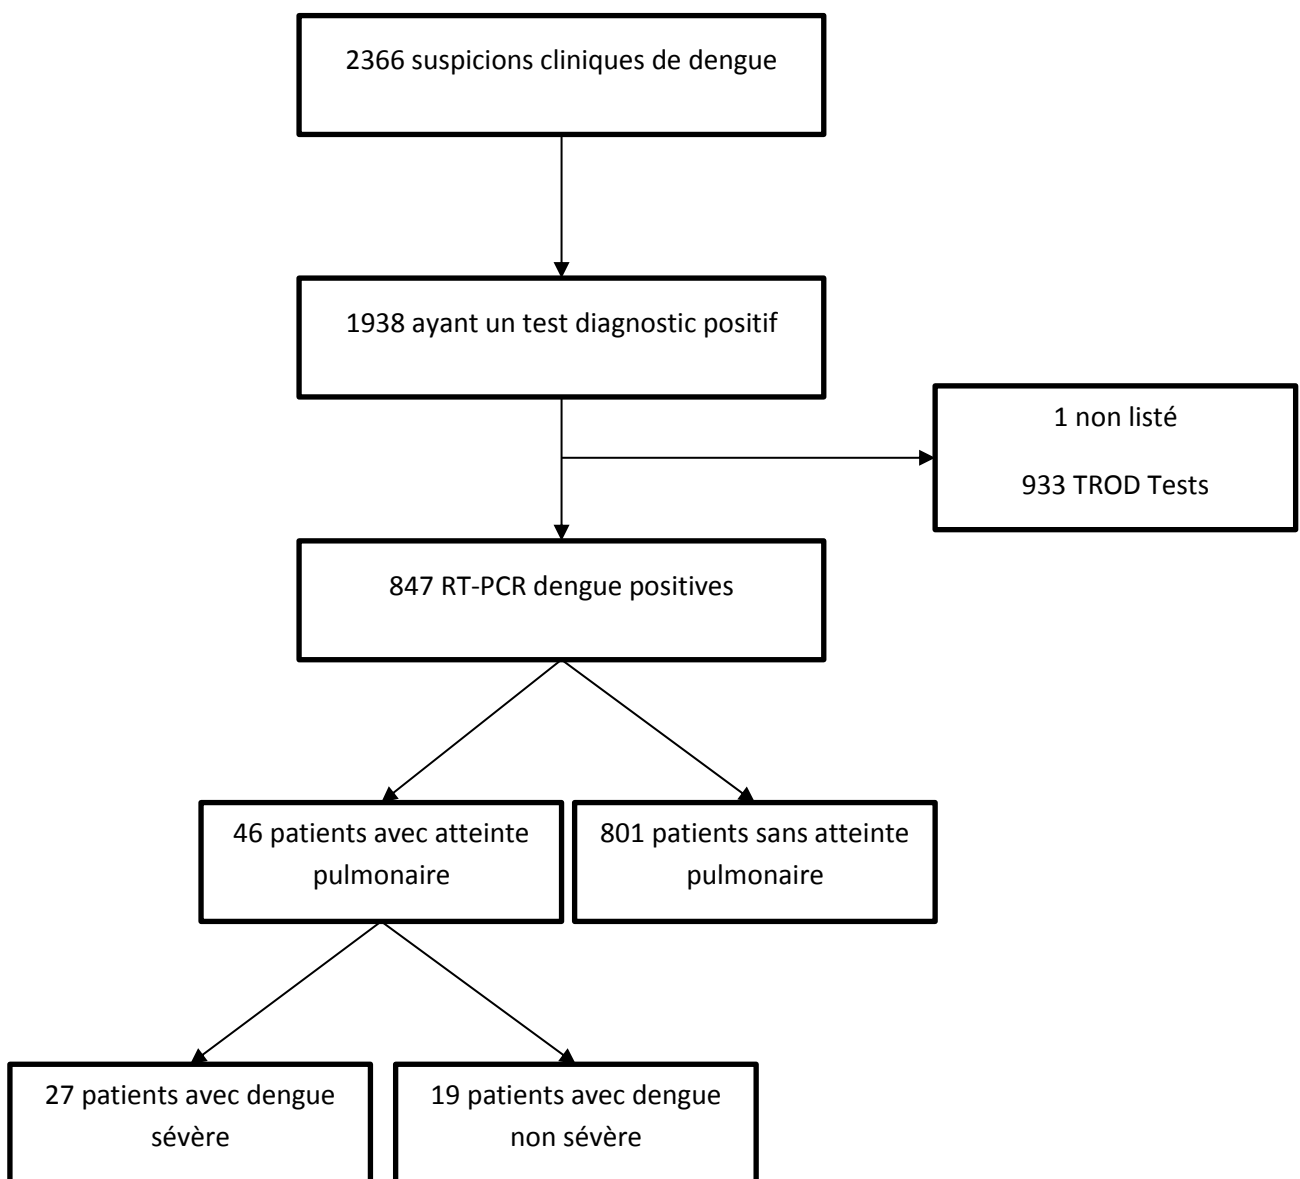 2366 suspicions cliniques de dengue
1938 ayant un test diagnostic positif
1 non listé
933 TROD Tests
847 RT-PCR dengue positives
46 patients avec atteinte
pulmonaire
801 patients sans atteinte
pulmonaire
27 patients avec dengue
sévère
19 patients avec dengue
non sévère